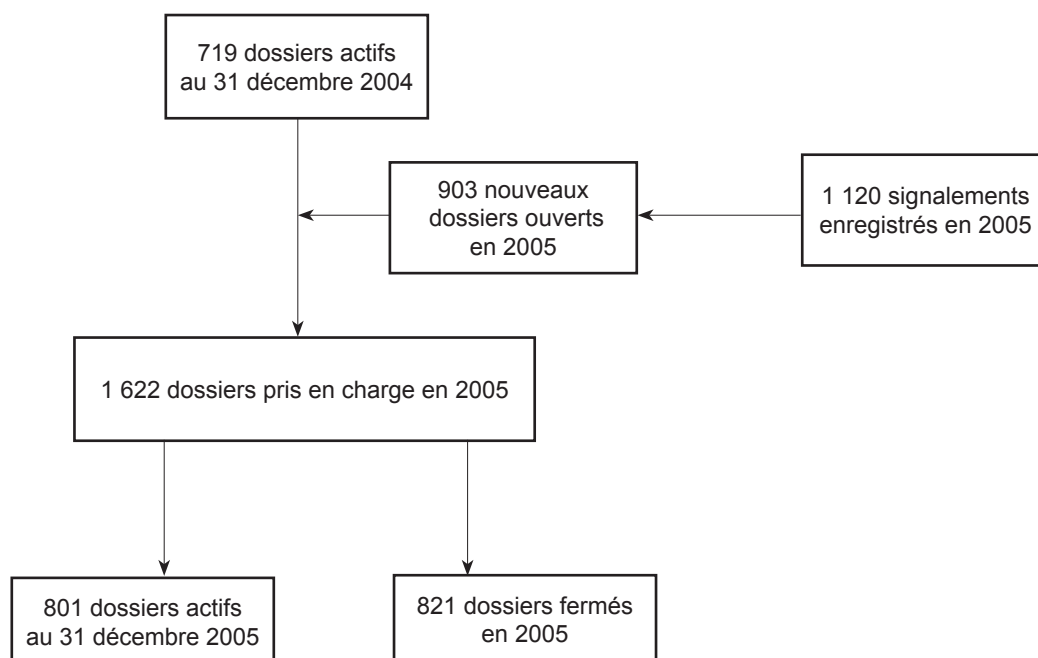 719 dossiers actifs
au 31 décembre 2004
903 nouveaux
dossiers ouverts
en 2005
1 120 signalements
enregistrés en 2005
1 622 dossiers pris en charge en 2005
801 dossiers actifs
au 31 décembre 2005
821 dossiers fermés
en 2005